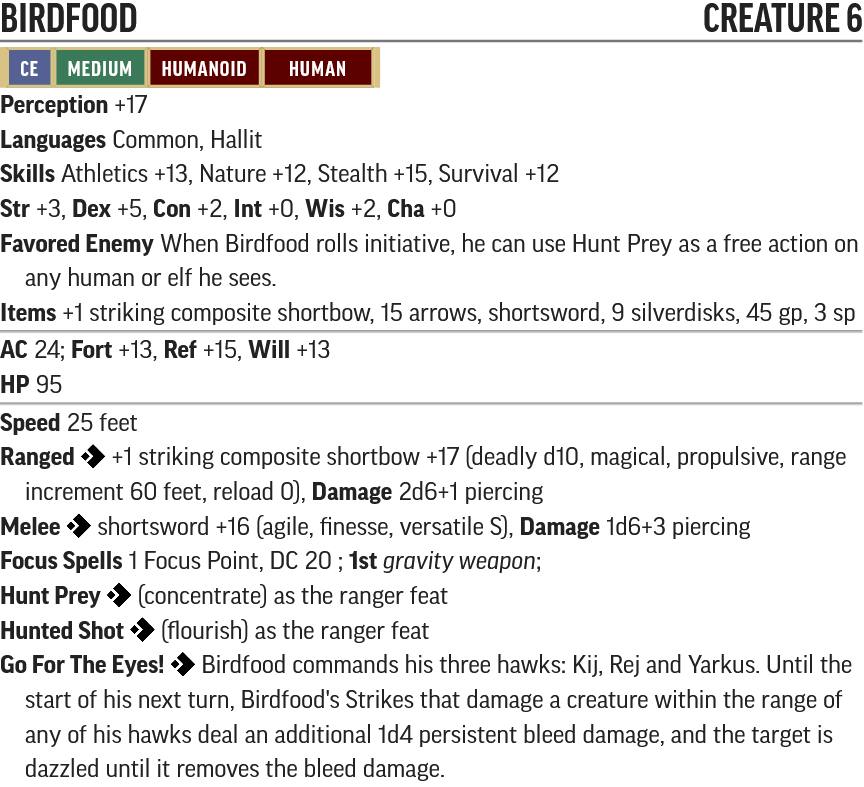 BIRDFOOD CREATURE 6
CE MEDIUM HUMANOID HUMAN
Perception +17
Languages Common, Hallit
Skills Athletics +13, Nature +12, Stealth +15, Survival +12
Str +3, Dex +5, Con +2, Int +0, Wis +2, Cha +0
Favored Enemy When Birdfood rolls initiative, he can use Hunt Prey as a free action on
any human or elf he sees.
Items +1 striking composite shortbow, 15 arrows, shortsword, 9 silverdisks, 45 gp, 3 sp
AC 24; Fort +13, Ref +15, Will +13
HP 95
Speed 25 feet
Ranged +1 striking composite shortbow +17 (deadly d10, magical, propulsive, range
increment 60 feet, reload 0), Damage 2d6+1 piercing
Melee shortsword +16 (agile, finesse, versatile S), Damage 1d6+3 piercing
Focus Spells 1 Focus Point, DC 20 ; 1st gravity weapon;
Hunt Prey (concentrate) as the ranger feat
Hunted Shot (flourish) as the ranger feat
Go For The Eyes! Birdfood commands his three hawks: Kij, Rej and Yarkus. Until the
start of his next turn, Birdfood's Strikes that damage a creature within the range of
any of his hawks deal an additional 1d4 persistent bleed damage, and the target is
dazzled until it removes the bleed damage.